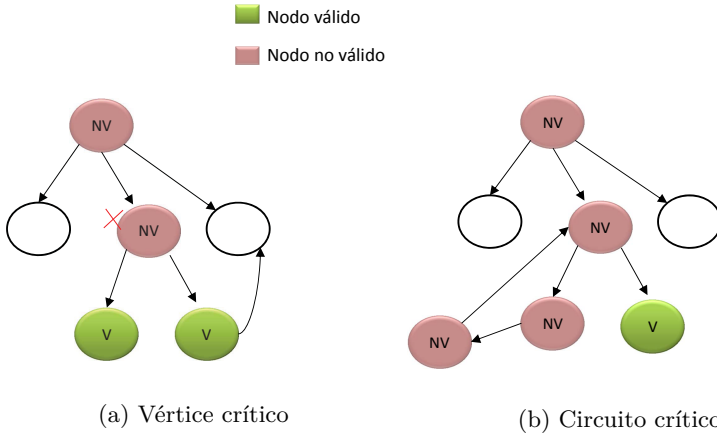 Nodo válido
Nodo no válido
NV
NV
NV
NV
V
V
NV
NV
V
(a) Vértice crítico
(b) Circuito crítico